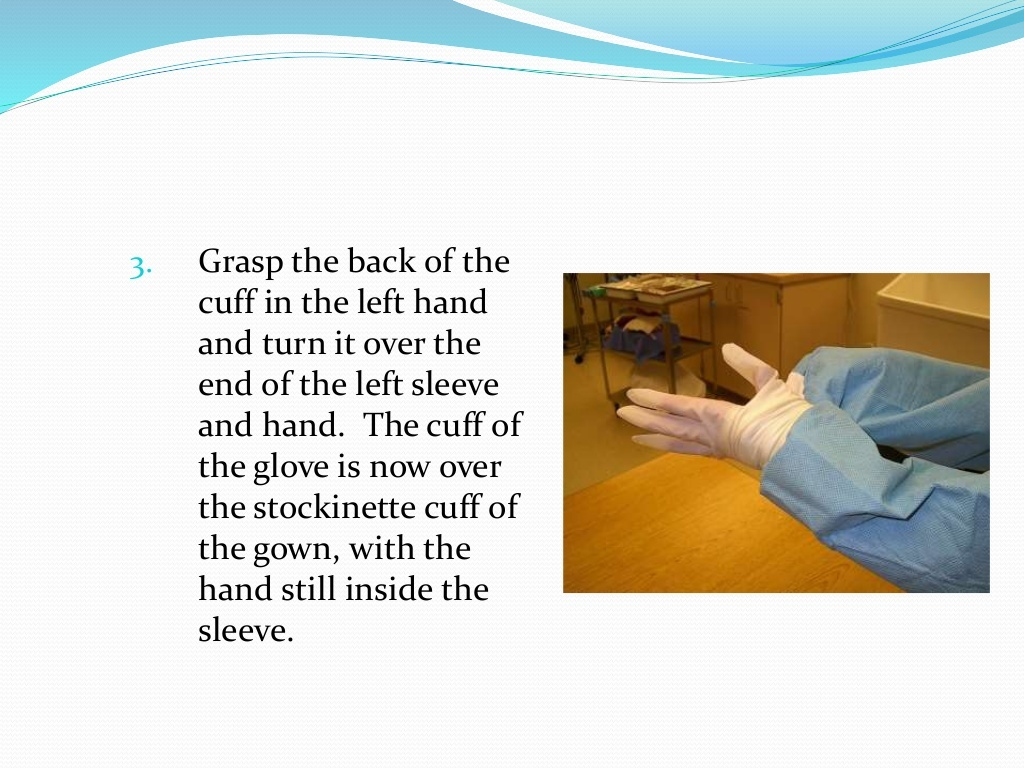 3. Grasp the back of the
cuff in the left hand
and turn it over the
end of the left sleeve
and hand.  The cuff of
the glove is now over
the stockinette cuff of
the gown, with the
hand still inside the
sleeve.